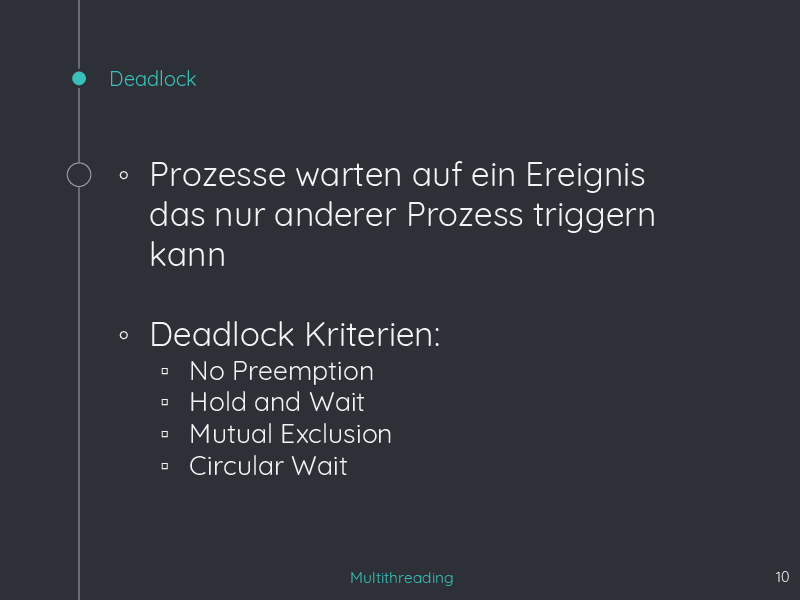 Deadlock
◦ Prozesse warten auf ein Ereignis
das nur anderer Prozess triggern
kann
◦ Deadlock Kriterien:
▫ No Preemption
▫ Hold and Wait
▫ Mutual Exclusion
▫ Circular Wait
Multithreading
10